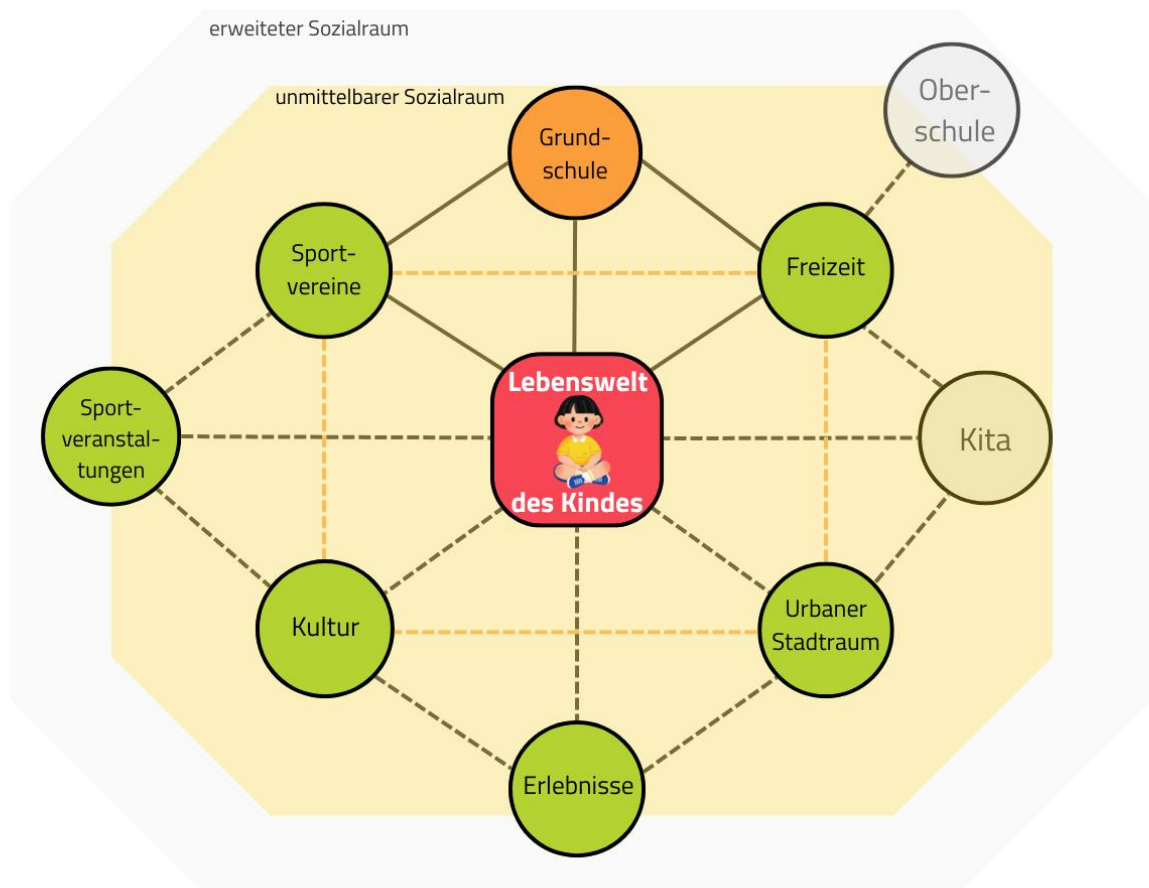 erweiteter Sozialraum
unmittelbarer Sozialraum
Ober-
schule
Grund-
schule
Sport-
vereine
Freizeit
Lebenswelt
des Kindes
Sport-
veranstal-
tungen
Kita
Kultur
Urbaner
Stadtraum
Erlebnisse